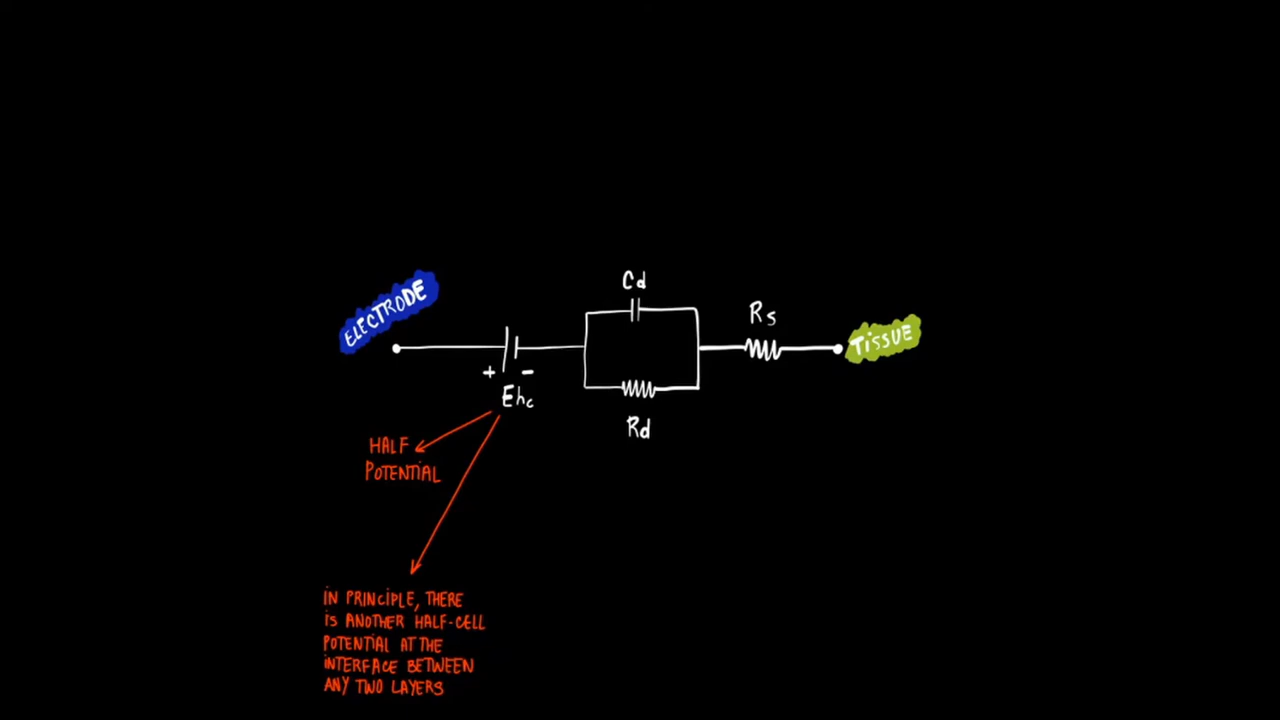 ELECTRODE
Cd
Rs
TISSUE
+ -
Ehc
Rd
HALF
POTENTIAL
IN PRINCIPLE, THERE
IS ANOTHER HALF-CELL
POTENTIAL AT THE
INTERFACE BETWEEN
ANY TWO LAYERS